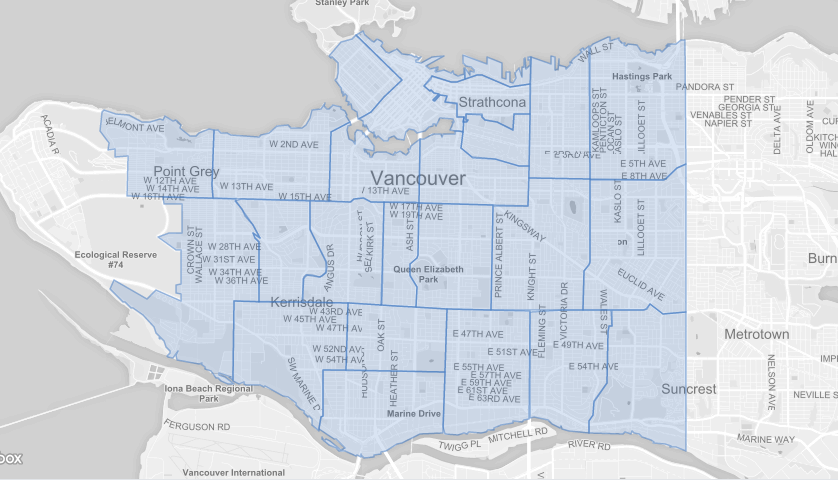 Stanley Park
WALL ST
Hastings Park
PANDORA ST
PENDER ST
GEORGIA ST
VENABLES ST
NAPIER ST
DELTA AVE
OLDOM AVE
Strathcona
KAMLOOPS ST
PENTICTON ST
LILLOOET ST
ACADIA R
ELMONT AVE
W 2ND AVE
E 5TH AVE
E 8TH AVE
Point Grey
W 12TH AVE
W 14TH AVE
W 16TH AVE
W 13TH AVE
W 15TH AVE
Vancouver
/ 13TH AVE
W 17TH AVE
W 19TH AVE
KINGSWAY
KASLO ST
LILLOOET ST
CROWN ST
WALLACE ST
W 28TH AVE
W 31ST AVE
W 34TH AVE
W 36TH AVE
ANGUS DR
SELKIRK ST
ASH ST
PRINCE ALBERT ST
KNIGHT ST
VICTORIA DR
Ecological Reserve
#74
Queen Elizabeth
Park
EUCLID AVE
Burn
Kerrisdale
W 43RD AVE
W 45TH AVE
W 47TH AV
W 52ND AV
W 54TH AV
OAK ST
HEATHER ST
SW MARINE D
E 47TH AVE
E 51ST AVE
E 49TH AVE
E 54TH AVE
E 55TH AVE
E 57TH AVE
E 59TH AVE
E 61ST AVE
E 63RD AVE
FLEMING ST
WALES ST
Metrotown
Suncrest
NELSON AVE
IMPE
NEVILLE S
Iona Beach Regional
Park
Marine Drive
FERGUSON RD
TWIGG PL
MITCHELL RD
RIVER RD
MARINE WAY
Vancouver International
box